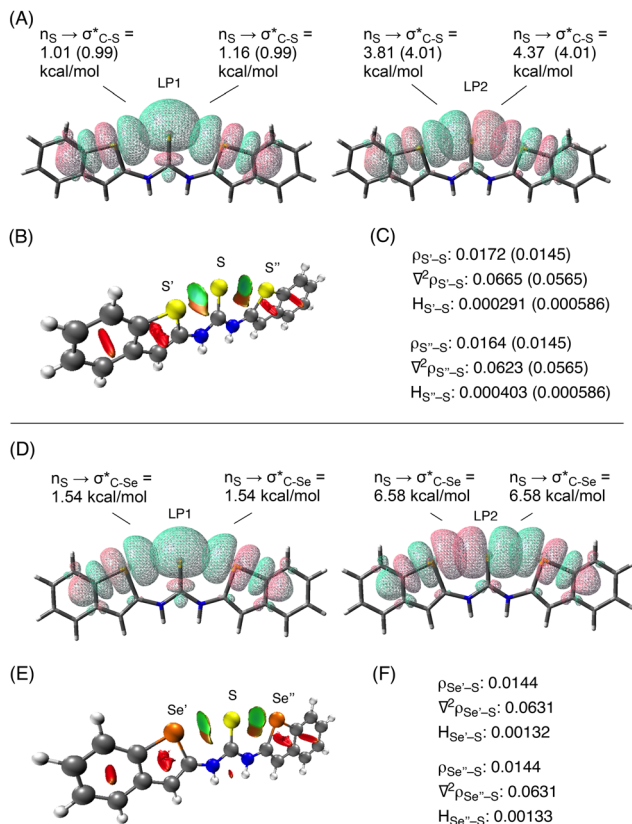 (A)
nS → σ*C-S =
1.01 (0.99)
kcal/mol
nS → σ*C-S =
1.16 (0.99)
kcal/mol
LP1
nS → σ*C-S =
3.81 (4.01)
kcal/mol
nS → σ*C-S =
4.37 (4.01)
kcal/mol
LP2
(B)
S'
S
S''
(C)
ρS'–S: 0.0172 (0.0145)
∇²ρS'–S: 0.0665 (0.0565)
HS'–S: 0.000291 (0.000586)
ρS''–S: 0.0164 (0.0145)
∇²ρS''–S: 0.0623 (0.0565)
HS''–S: 0.000403 (0.000586)
(D)
nS → σ*C-Se =
1.54 kcal/mol
nS → σ*C-Se =
1.54 kcal/mol
LP1
nS → σ*C-Se =
6.58 kcal/mol
nS → σ*C-Se =
6.58 kcal/mol
LP2
(E)
Se'
S
Se''
(F)
ρSe'–S: 0.0144
∇²ρSe'–S: 0.0631
HSe'–S: 0.00132
ρSe''–S: 0.0144
∇²ρSe''–S: 0.0631
HSe''–S: 0.00133